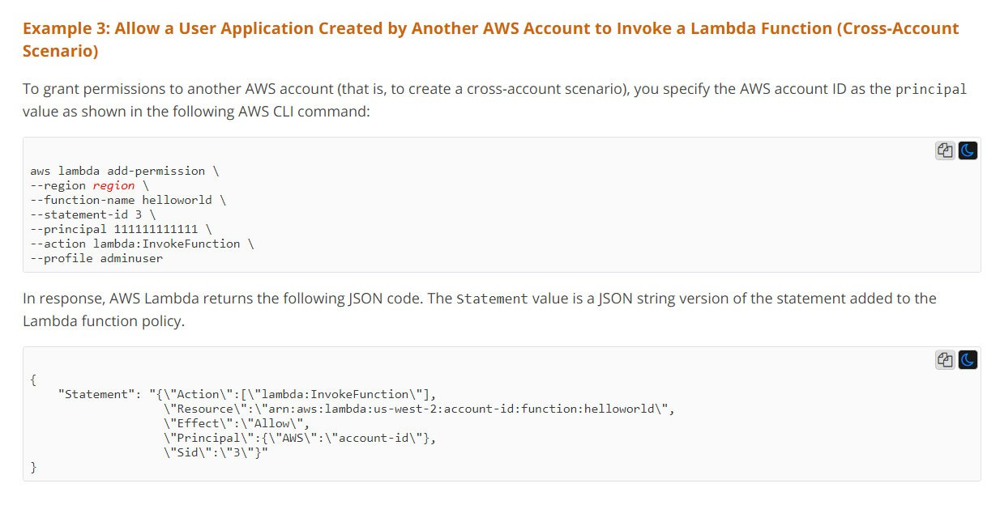 Example 3: Allow a User Application Created by Another AWS Account to Invoke a Lambda Function (Cross-Account
Scenario)
To grant permissions to another AWS account (that is, to create a cross-account scenario), you specify the AWS account ID as the principal
value as shown in the following AWS CLI command:
aws lambda add-permission \
--region region \
--function-name helloworld \
--statement-id 3 \
--principal 111111111111 \
--action lambda:InvokeFunction \
--profile adminuser
In response, AWS Lambda returns the following JSON code. The Statement value is a JSON string version of the statement added to the
Lambda function policy.
{
    "Statement": "{\"Action\":[\"lambda:InvokeFunction\"],
                   \"Resource\":\"arn:aws:lambda:us-west-2:account-id:function:helloworld\",
                   \"Effect\":\"Allow\",
                   \"Principal\":{\"AWS\":\"account-id\"},
                   \"Sid\":\"3\"}"
}